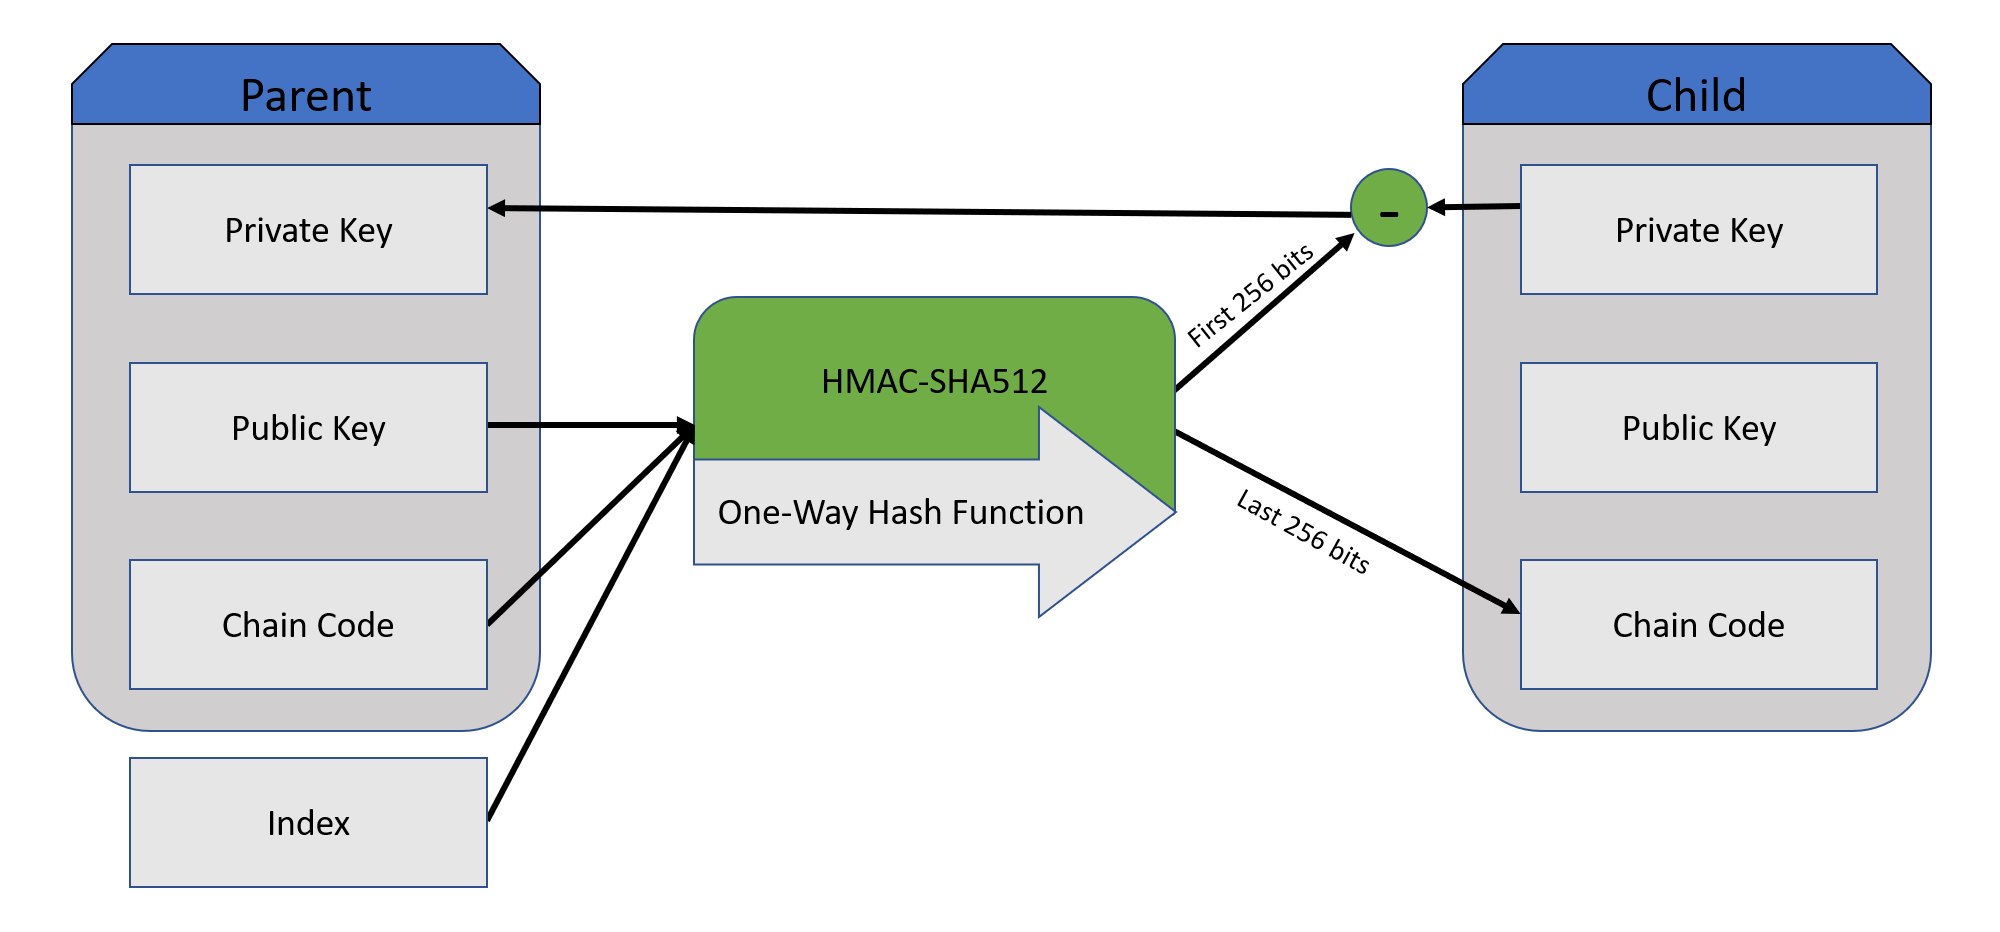 Parent
Private Key
Public Key
Chain Code
Index
HMAC-SHA512
One-Way Hash Function
First 256 bits
Last 256 bits
-
Child
Private Key
Public Key
Chain Code